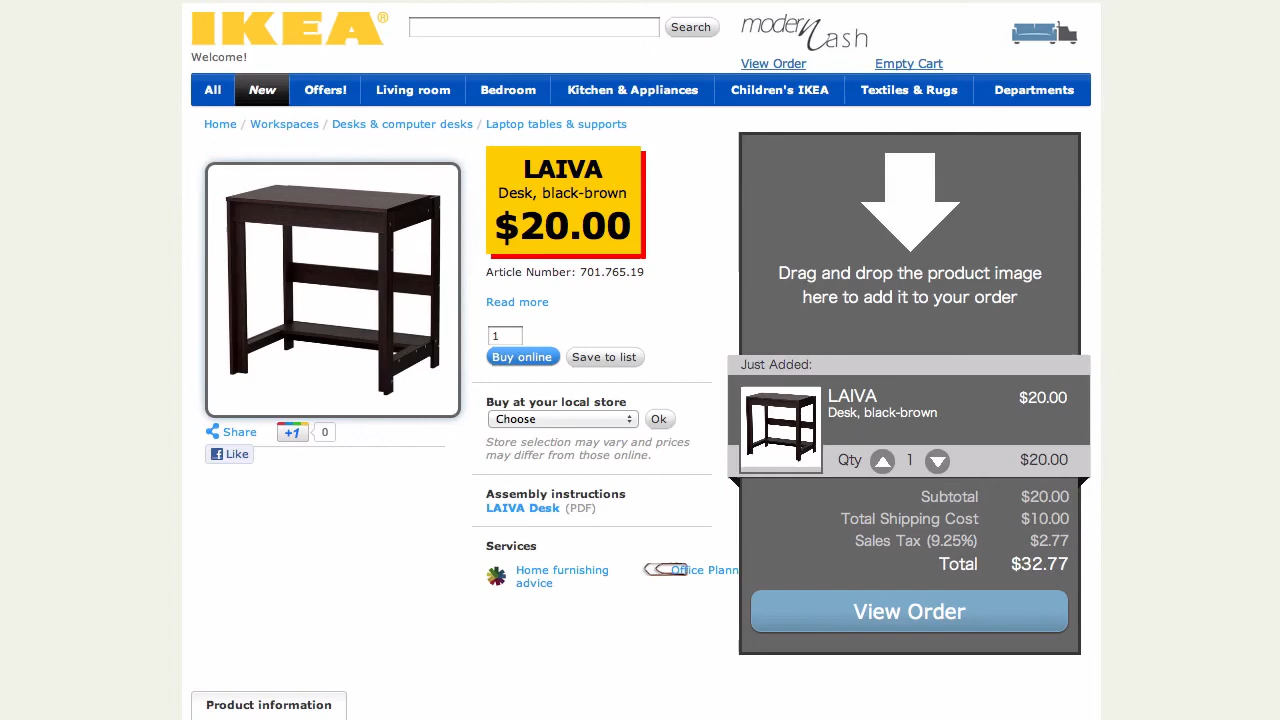 IKEA®
Search
modern nash
Welcome!
View Order
Empty Cart
All
New
Offers!
Living room
Bedroom
Kitchen & Appliances
Children's IKEA
Textiles & Rugs
Departments
Home / Workspaces / Desks & computer desks / Laptop tables & supports
LAIVA
Desk, black-brown
$20.00
Article Number: 701.765.19
Read more
1
Buy online
Save to list
Share
+1
0
Like
Buy at your local store
Choose
Ok
Store selection may vary and prices
may differ from those online.
Assembly instructions
LAIVA Desk (PDF)
Services
Home furnishing
advice
Office Plann
Drag and drop the product image
here to add it to your order
Just Added:
LAIVA
$20.00
Desk, black-brown
Qty
1
$20.00
Subtotal $20.00
Total Shipping Cost $10.00
Sales Tax (9.25%) $2.77
Total $32.77
View Order
Product information